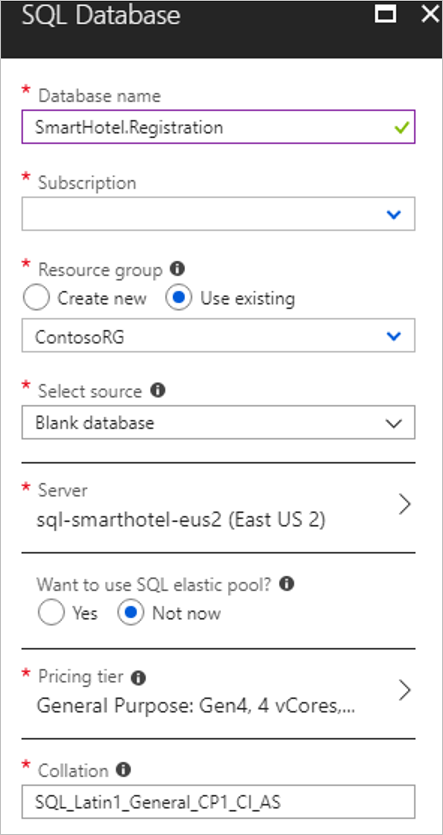 SQL Database
* Database name
SmartHotel.Registration
* Subscription
* Resource group
Create new Use existing
ContosoRG
* Select source
Blank database
* Server
sql-smarthotel-eus2 (East US 2)
Want to use SQL elastic pool?
Yes Not now
* Pricing tier
General Purpose: Gen4, 4 vCores,...
* Collation
SQL_Latin1_General_CP1_CI_AS